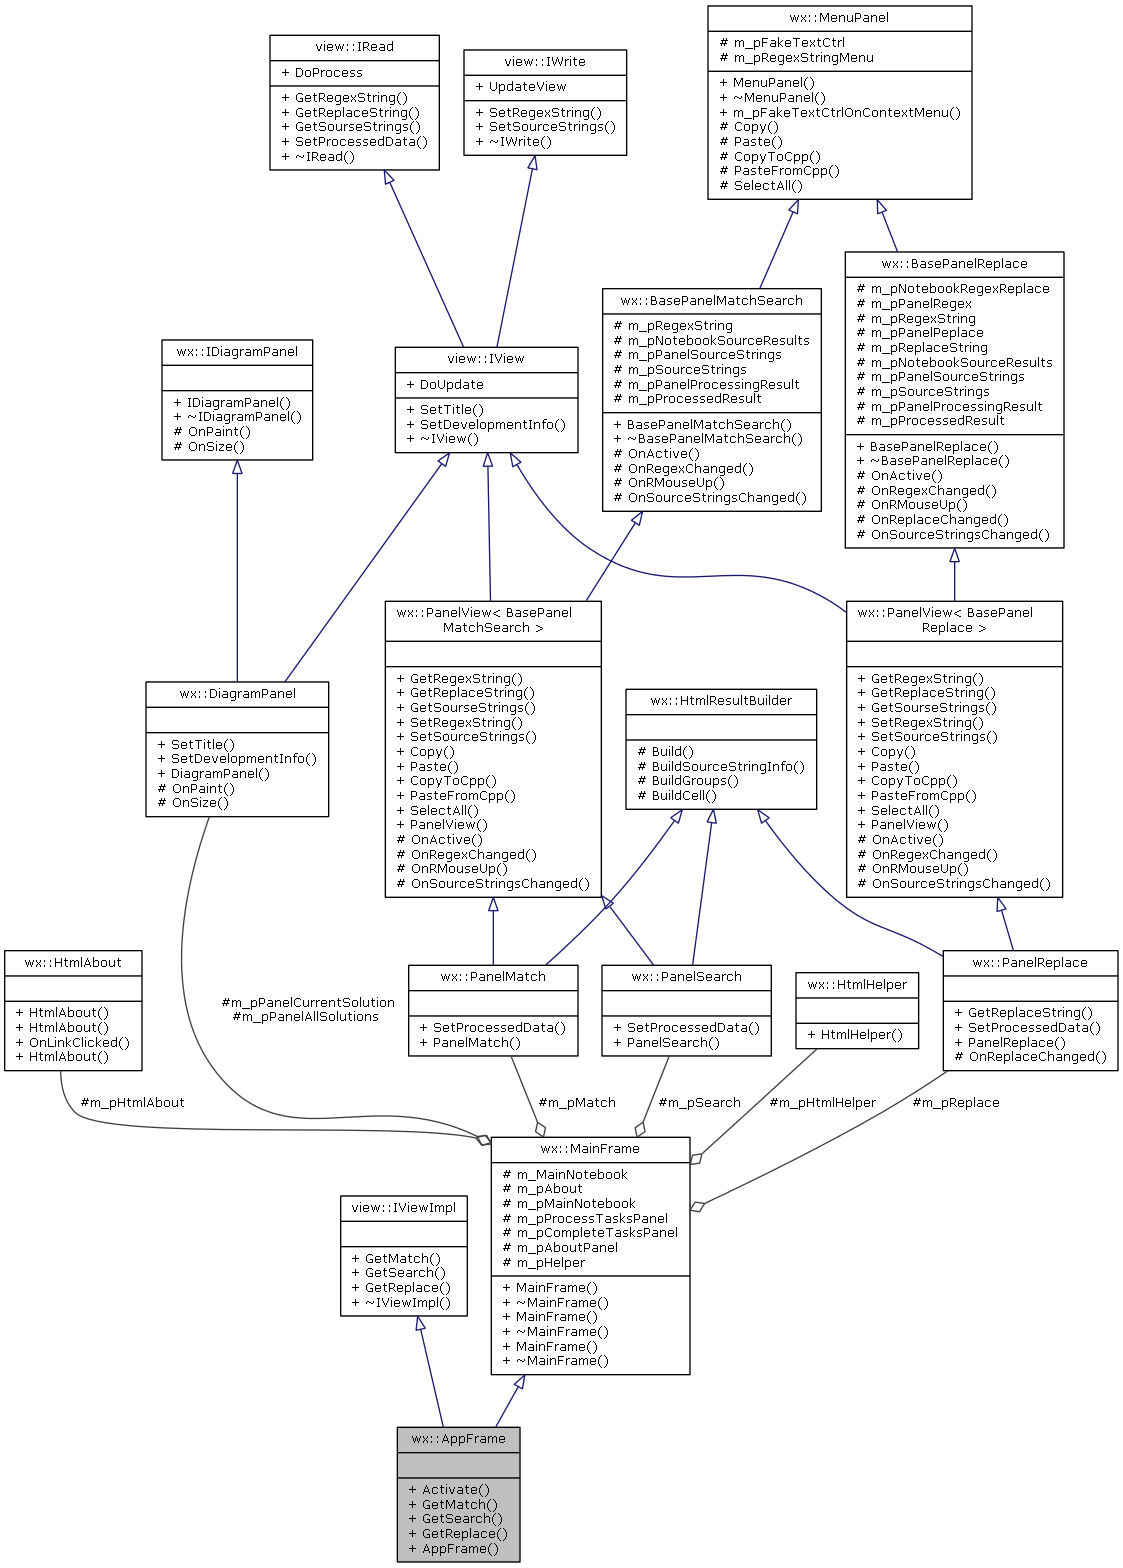 wx::MenuPanel
# m_pFakeTextCtrl
# m_pRegexStringMenu
+ MenuPanel()
+ ~MenuPanel()
+ m_pFakeTextCtrlOnContextMenu()
# Copy()
# Paste()
# CopyToCpp()
# PasteFromCpp()
# SelectAll()
view::IRead
+ DoProcess
+ GetRegexString()
+ GetReplaceString()
+ GetSourseStrings()
+ SetProcessedData()
+ ~IRead()
view::IWrite
+ UpdateView
+ SetRegexString()
+ SetSourceStrings()
+ ~IWrite()
wx::BasePanelReplace
# m_pNotebookRegexReplace
# m_pPanelRegex
# m_pRegexString
# m_pPanelPeplace
# m_pReplaceString
# m_pNotebookSourceResults
# m_pPanelSourceStrings
# m_pSourceStrings
# m_pPanelProcessingResult
# m_pProcessedResult
+ BasePanelReplace()
+ ~BasePanelReplace()
# OnActive()
# OnRegexChanged()
# OnRMouseUp()
# OnReplaceChanged()
# OnSourceStringsChanged()
wx::BasePanelMatchSearch
# m_pRegexString
# m_pNotebookSourceResults
# m_pPanelSourceStrings
# m_pSourceStrings
# m_pPanelProcessingResult
# m_pProcessedResult
+ BasePanelMatchSearch()
+ ~BasePanelMatchSearch()
# OnActive()
# OnRegexChanged()
# OnRMouseUp()
# OnSourceStringsChanged()
wx::IDiagramPanel
+ IDiagramPanel()
+ ~IDiagramPanel()
# OnPaint()
# OnSize()
view::IView
+ DoUpdate
+ SetTitle()
+ SetDevelopmentInfo()
+ ~IView()
wx::PanelView< BasePanel
MatchSearch >
+ GetRegexString()
+ GetReplaceString()
+ GetSourseStrings()
+ SetRegexString()
+ SetSourceStrings()
+ Copy()
+ Paste()
+ CopyToCpp()
+ PasteFromCpp()
+ SelectAll()
+ PanelView()
# OnActive()
# OnRegexChanged()
# OnRMouseUp()
# OnSourceStringsChanged()
wx::PanelView< BasePanel
Replace >
+ GetRegexString()
+ GetReplaceString()
+ GetSourseStrings()
+ SetRegexString()
+ SetSourceStrings()
+ Copy()
+ Paste()
+ CopyToCpp()
+ PasteFromCpp()
+ SelectAll()
+ PanelView()
# OnActive()
# OnRegexChanged()
# OnRMouseUp()
# OnSourceStringsChanged()
wx::DiagramPanel
+ SetTitle()
+ SetDevelopmentInfo()
+ DiagramPanel()
# OnPaint()
# OnSize()
wx::HtmlResultBuilder
# Build()
# BuildSourceStringInfo()
# BuildGroups()
# BuildCell()
wx::HtmlAbout
+ HtmlAbout()
+ HtmlAbout()
+ OnLinkClicked()
+ HtmlAbout()
#m_pPanelCurrentSolution
#m_pPanelAllSolutions
wx::PanelMatch
+ SetProcessedData()
+ PanelMatch()
wx::PanelSearch
+ SetProcessedData()
+ PanelSearch()
wx::HtmlHelper
+ HtmlHelper()
wx::PanelReplace
+ GetReplaceString()
+ SetProcessedData()
+ PanelReplace()
# OnReplaceChanged()
#m_pHtmlAbout
#m_pMatch
#m_pSearch
#m_pHtmlHelper
#m_pReplace
wx::MainFrame
# m_MainNotebook
# m_pAbout
# m_pMainNotebook
# m_pProcessTasksPanel
# m_pCompleteTasksPanel
# m_pAboutPanel
# m_pHelper
+ MainFrame()
+ ~MainFrame()
+ MainFrame()
+ ~MainFrame()
+ MainFrame()
+ ~MainFrame()
view::IViewImpl
+ GetMatch()
+ GetSearch()
+ GetReplace()
+ ~IViewImpl()
wx::AppFrame
+ Activate()
+ GetMatch()
+ GetSearch()
+ GetReplace()
+ AppFrame()